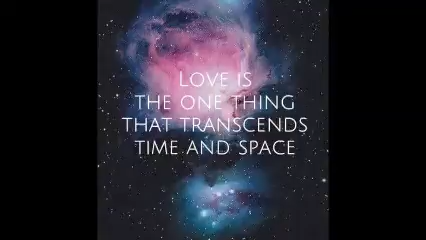 LOVE IS
THE ONE THING
THAT TRANSCENDS
TIME AND SPACE